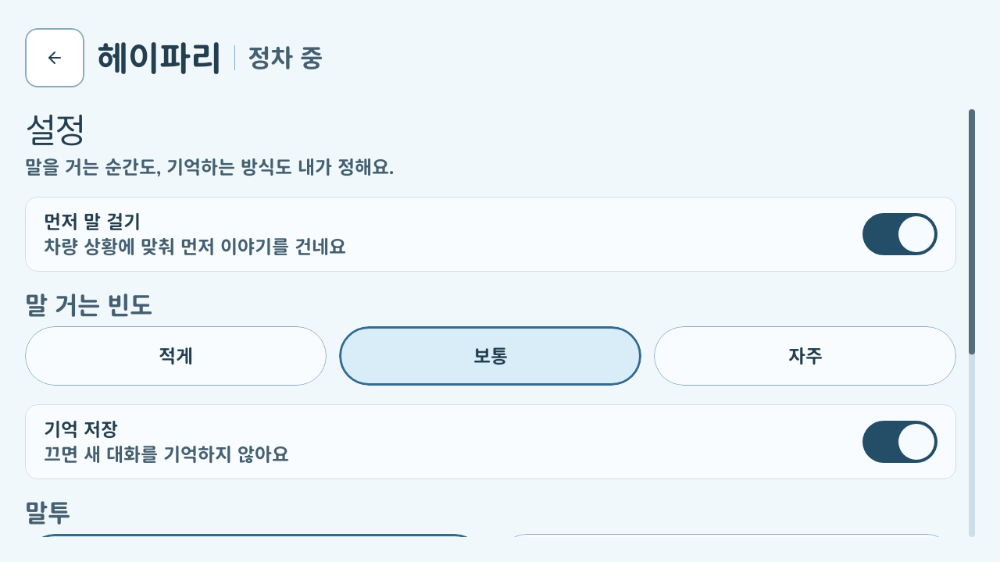 헤이파리
정차 중
설정
말을 거는 순간도, 기억하는 방식도 내가 정해요.
먼저 말 걸기
차량 상황에 맞춰 먼저 이야기를 건네요
말 거는 빈도
적게
보통
자주
기억 저장
끄면 새 대화를 기억하지 않아요
말투